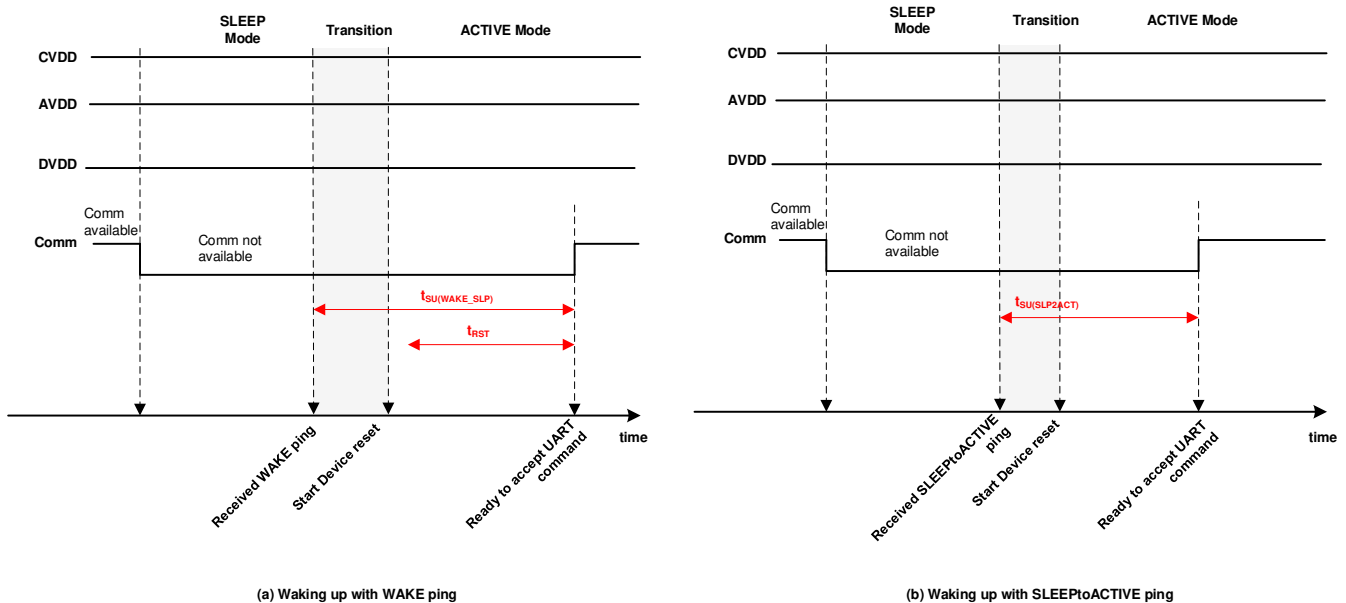 SLEEP
Mode
Transition
ACTIVE Mode
CVDD
AVDD
DVDD
Comm
available
Comm
Comm not
available
tSU(WAKE_SLP)
tRST
time
Received WAKE ping
Start Device reset
Ready to accept UART
command
(a) Waking up with WAKE ping
SLEEP
Mode
Transition
ACTIVE Mode
CVDD
AVDD
DVDD
Comm
available
Comm
Comm not
available
tSU(SLP2ACT)
time
Received SLEEPtoACTIVE
ping
Start Device reset
Ready to accept UART
command
(b) Waking up with SLEEPtoACTIVE ping